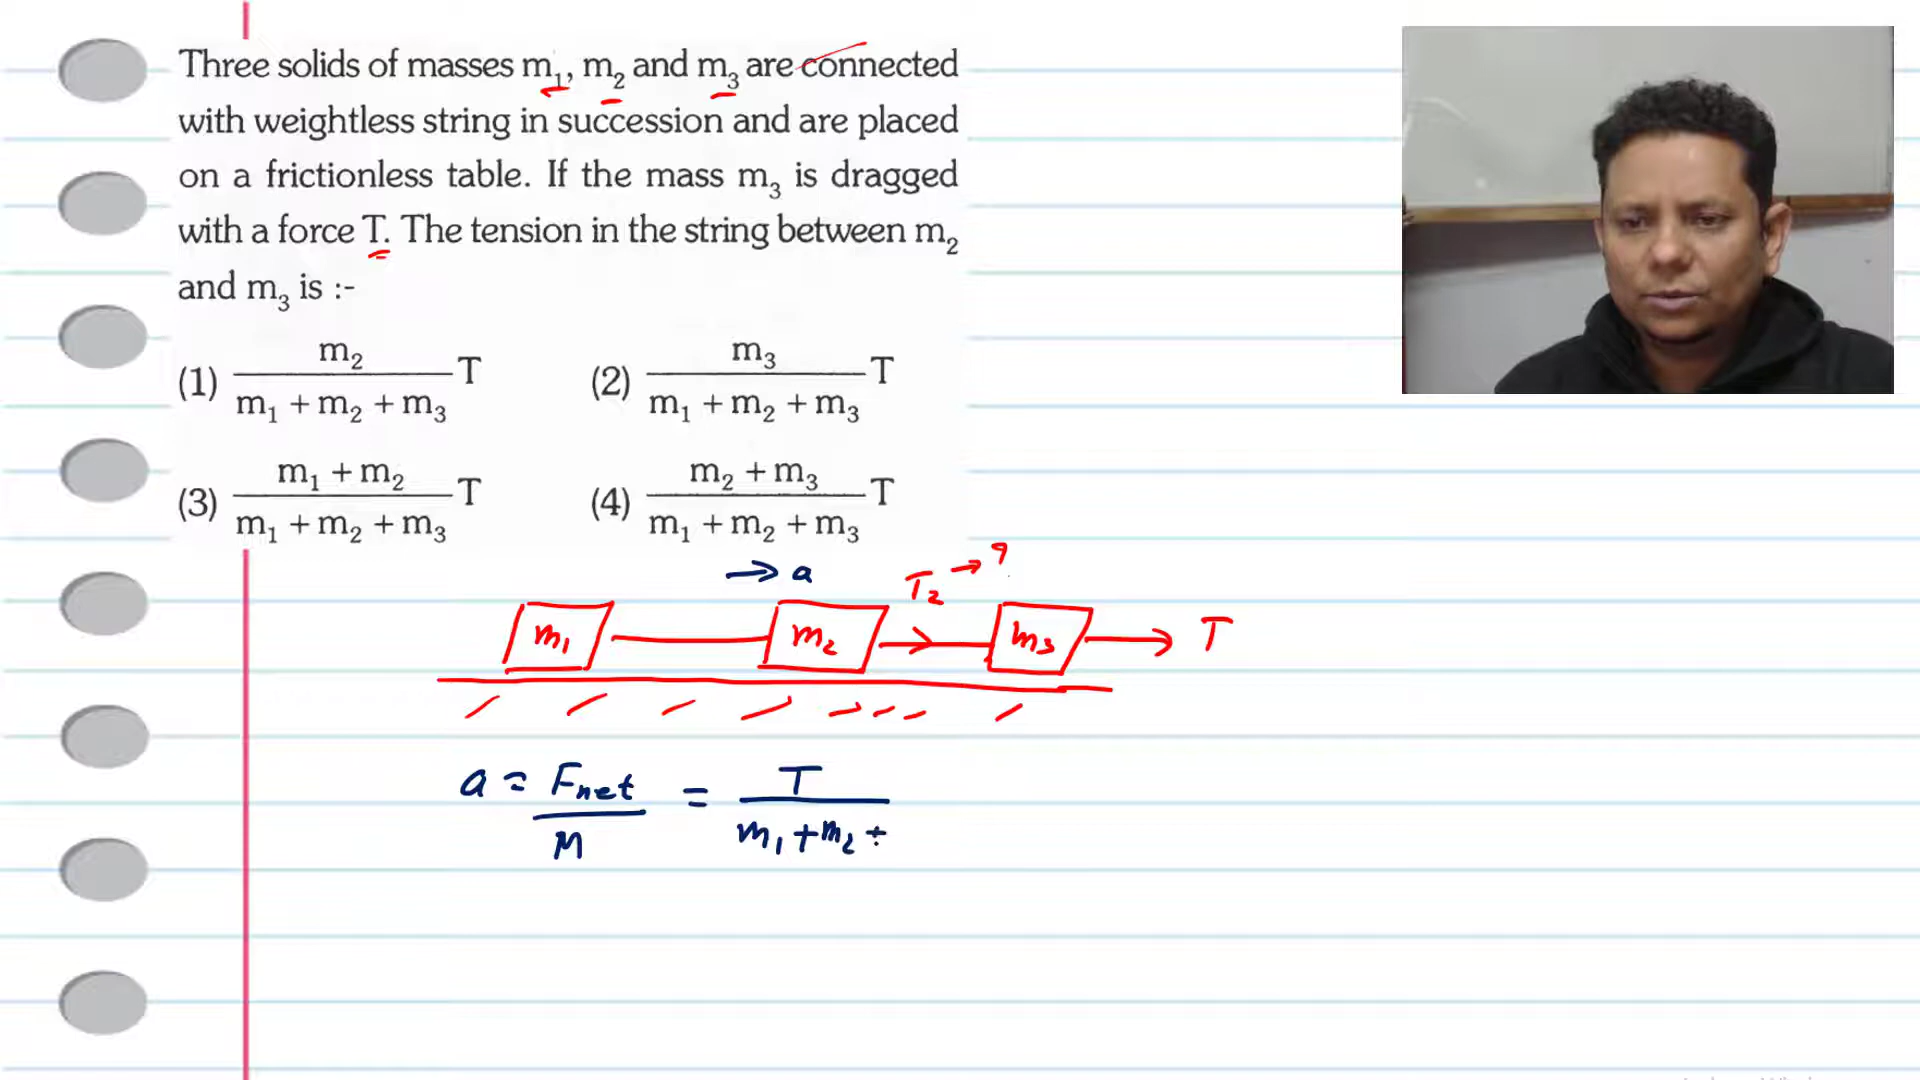 Three solids of masses m₁, m₂ and m₃ are connected
with weightless string in succession and are placed
on a frictionless table. If the mass m₃ is dragged
with a force T. The tension in the string between m₂
and m₃ is :-
(1) m₂ / (m₁ + m₂ + m₃) T (2) m₃ / (m₁ + m₂ + m₃) T
(3) (m₁ + m₂) / (m₁ + m₂ + m₃) T (4) (m₂ + m₃) / (m₁ + m₂ + m₃) T
→ a T₂ → ?
m₁ m₂ m₃ → T
a = Fnet / M = T / (m₁ + m₂ +